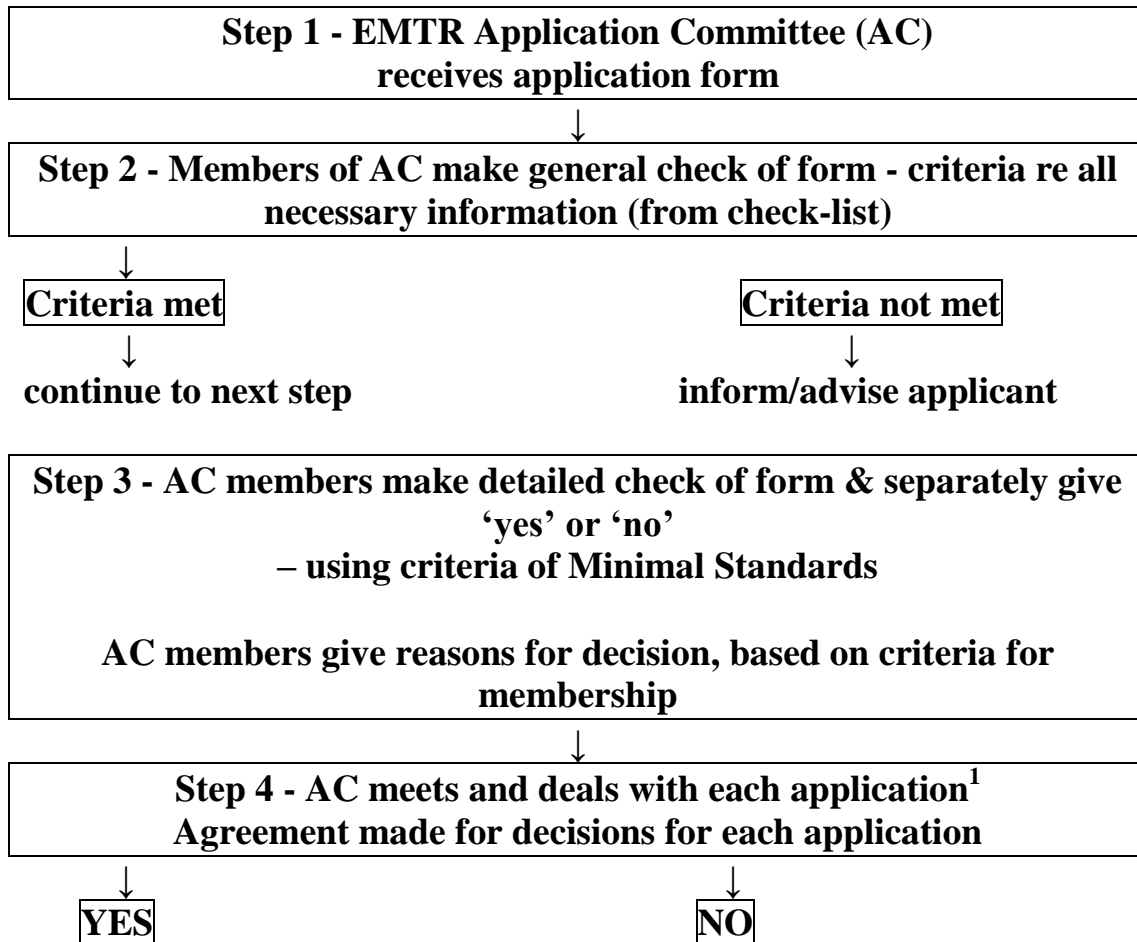 Step 1 - EMTR Application Committee (AC)
receives application form
↓
Step 2 - Members of AC make general check of form - criteria re all
necessary information (from check-list)
↓
Criteria met Criteria not met
↓ ↓
continue to next step inform/advise applicant
Step 3 - AC members make detailed check of form & separately give
‘yes’ or ‘no’
– using criteria of Minimal Standards
AC members give reasons for decision, based on criteria for
membership
↓
Step 4 - AC meets and deals with each application¹
Agreement made for decisions for each application
↓ ↓
YES NO